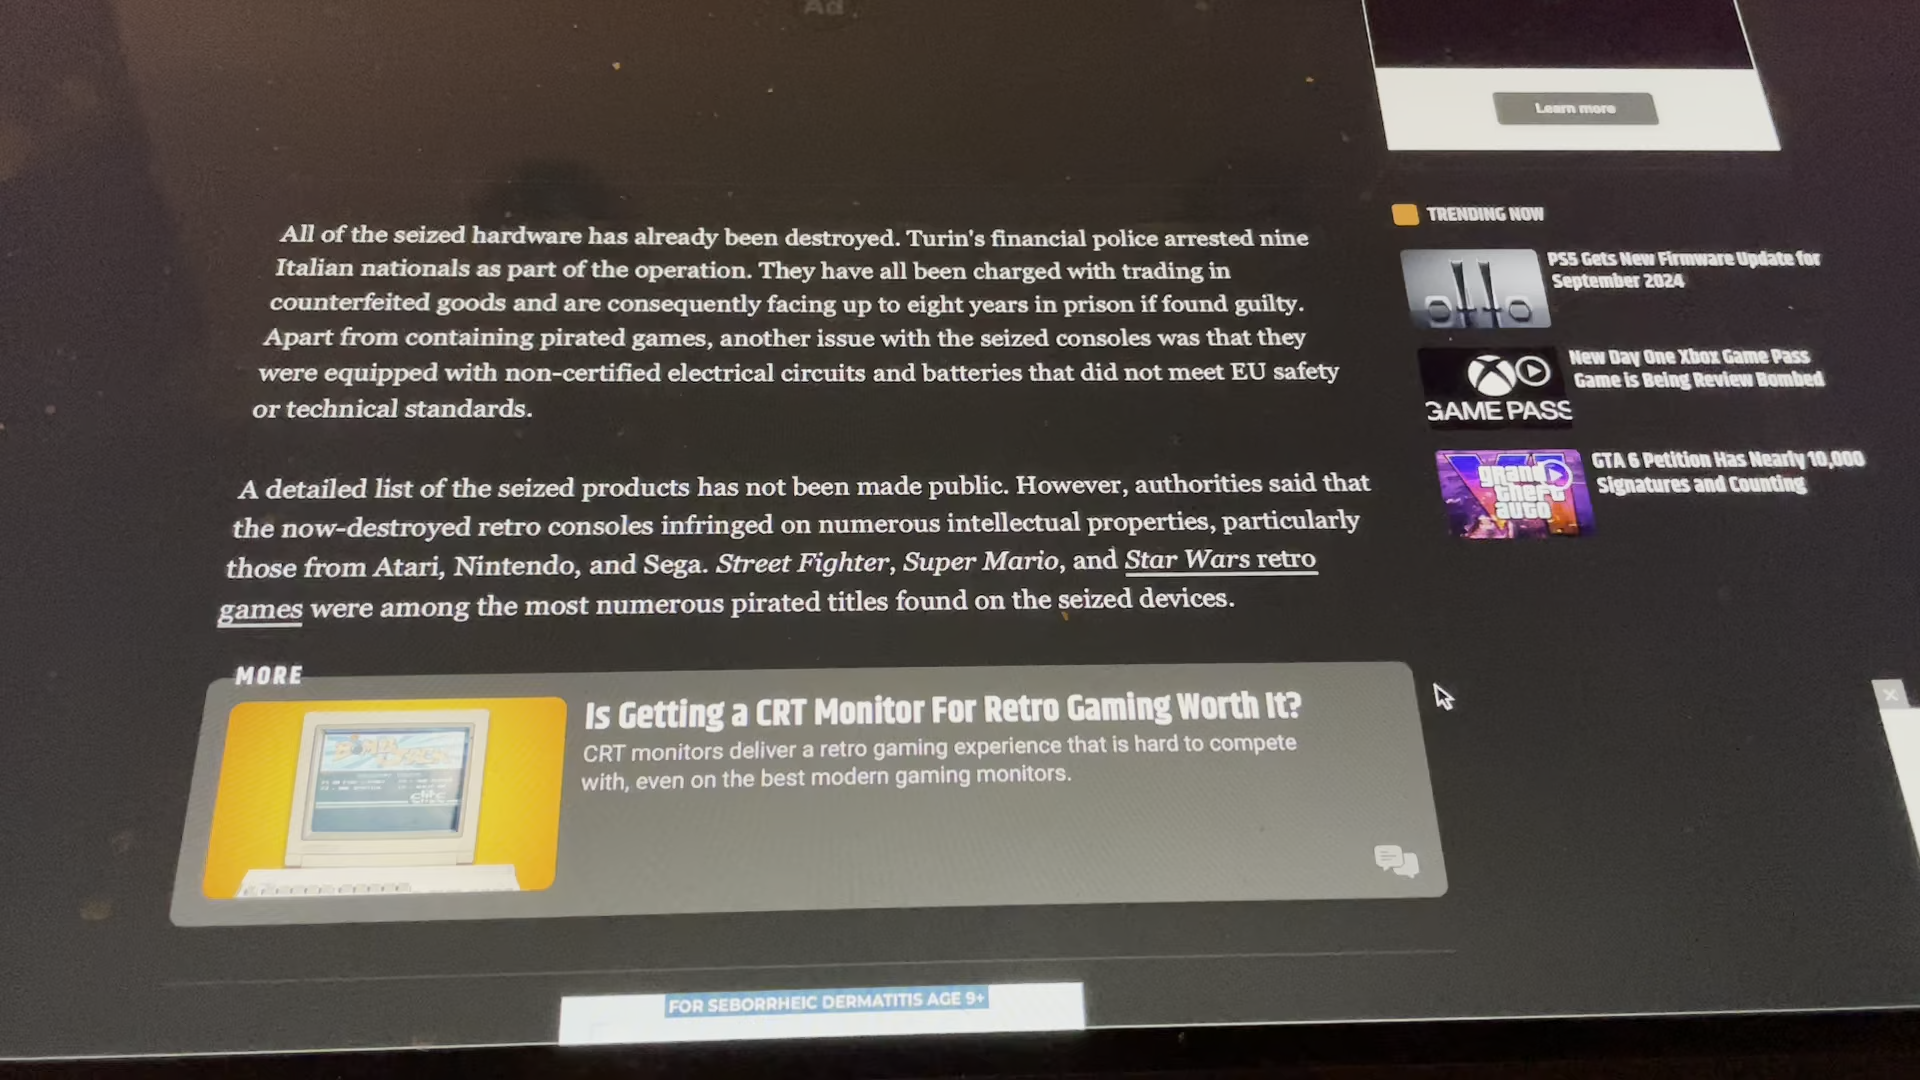 Ad
Learn more
All of the seized hardware has already been destroyed. Turin's financial police arrested nine
Italian nationals as part of the operation. They have all been charged with trading in
counterfeited goods and are consequently facing up to eight years in prison if found guilty.
Apart from containing pirated games, another issue with the seized consoles was that they
were equipped with non-certified electrical circuits and batteries that did not meet EU safety
or technical standards.
A detailed list of the seized products has not been made public. However, authorities said that
the now-destroyed retro consoles infringed on numerous intellectual properties, particularly
those from Atari, Nintendo, and Sega. Street Fighter, Super Mario, and Star Wars retro
games were among the most numerous pirated titles found on the seized devices.
MORE
Is Getting a CRT Monitor For Retro Gaming Worth It?
CRT monitors deliver a retro gaming experience that is hard to compete
with, even on the best modern gaming monitors.
elite
TRENDING NOW
PS5 Gets New Firmware Update for
September 2024
GAME PASS
New Day One Xbox Game Pass
Game is Being Review Bombed
grand
theft
auto
GTA 6 Petition Has Nearly 10,000
Signatures and Counting
FOR SEBORRHEIC DERMATITIS AGE 9+